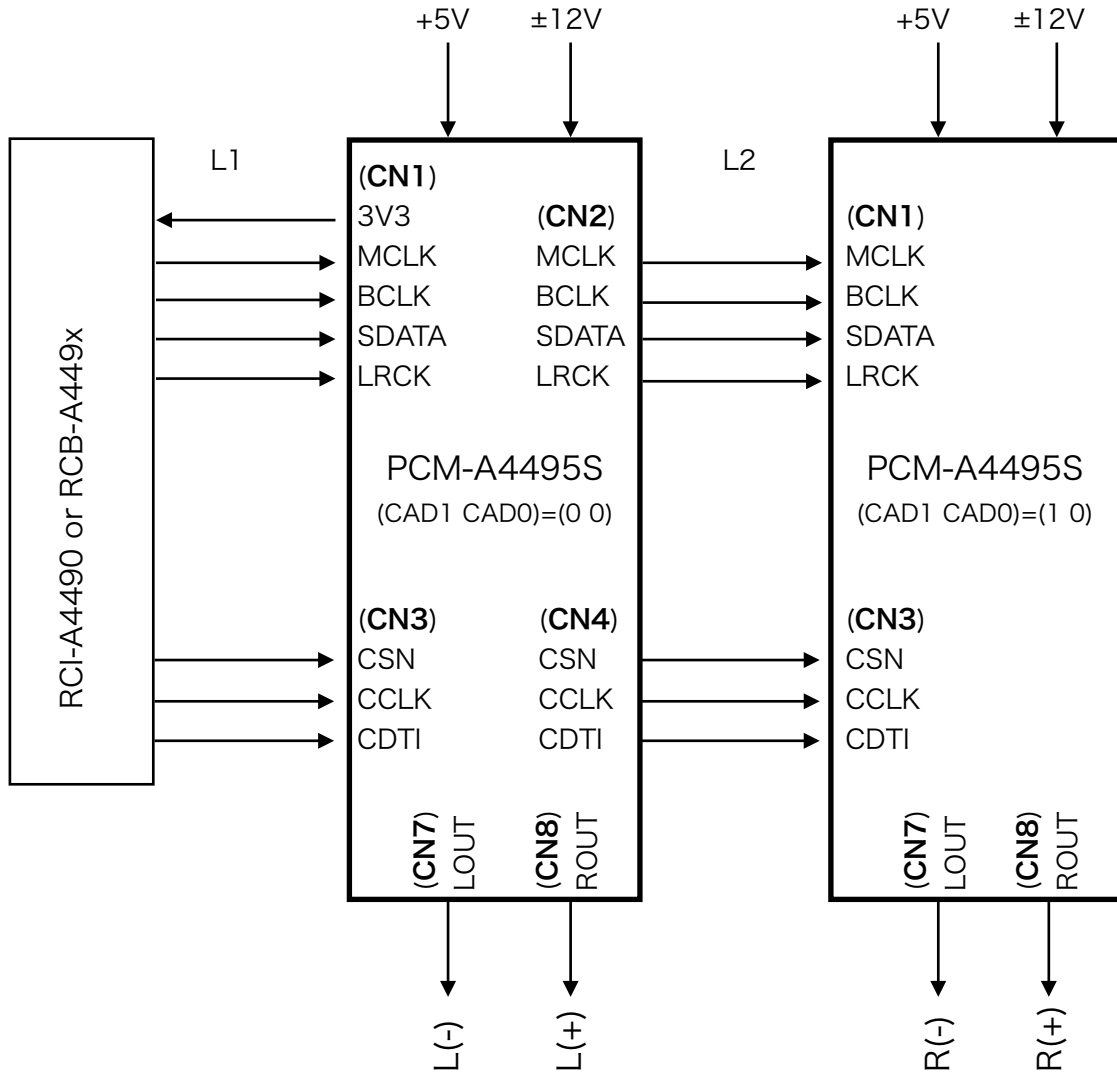 +5V ±12V
+5V ±12V
L1
L2
RCI-A4490 or RCB-A449x
(CN1)
3V3
MCLK
BCLK
SDATA
LRCK
(CN2)
MCLK
BCLK
SDATA
LRCK
PCM-A4495S
(CAD1 CAD0)=(0 0)
(CN3)
CSN
CCLK
CDTI
(CN4)
CSN
CCLK
CDTI
(CN7)
LOUT
(CN8)
ROUT
L(-)
L(+)
(CN1)
MCLK
BCLK
SDATA
LRCK
PCM-A4495S
(CAD1 CAD0)=(1 0)
(CN3)
CSN
CCLK
CDTI
(CN7)
LOUT
(CN8)
ROUT
R(-)
R(+)